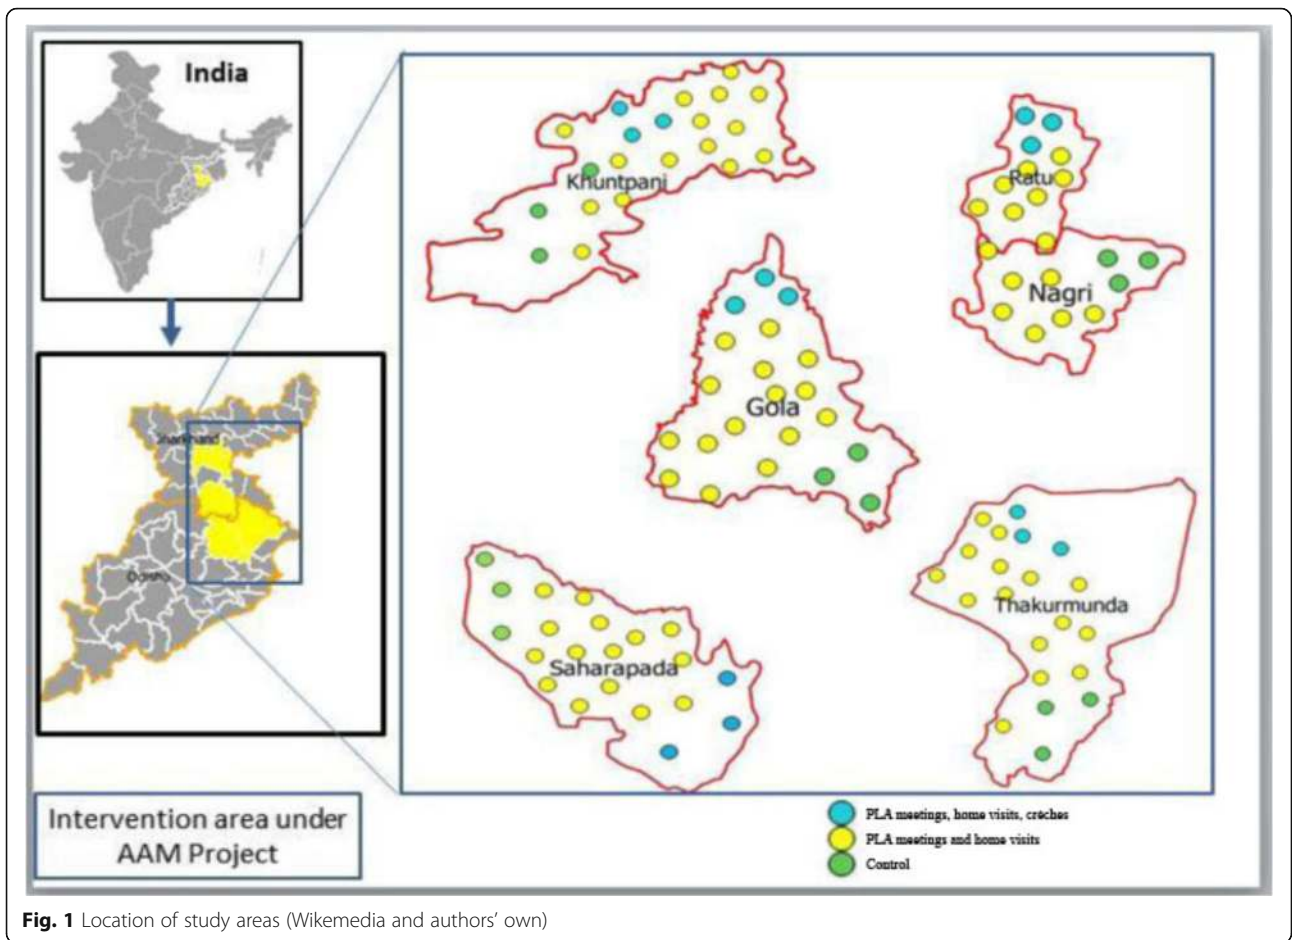 India
Jharkhand
Odisha
Khuntpani
Ratu
Nagri
Gola
Saharapada
Thakurmunda
Intervention area under
AAM Project
PLA meetings, home visits, crèches
PLA meetings and home visits
Control
Fig. 1 Location of study areas (Wikemedia and authors' own)